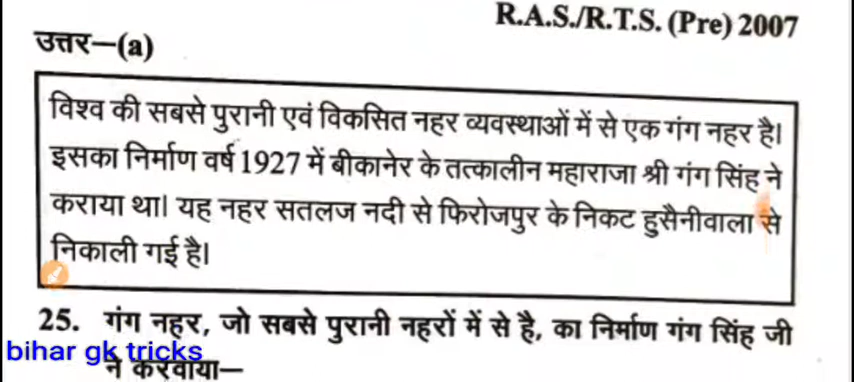 R.A.S./R.T.S. (Pre) 2007
उत्तर—(a)
विश्व की सबसे पुरानी एवं विकसित नहर व्यवस्थाओं में से एक गंग नहर है।
इसका निर्माण वर्ष 1927 में बीकानेर के तत्कालीन महाराजा श्री गंग सिंह ने
कराया था। यह नहर सतलज नदी से फिरोजपुर के निकट हुसैनीवाला से
निकाली गई है।
25. गंग नहर, जो सबसे पुरानी नहरों में से है, का निर्माण गंग सिंह जी
bihar gk tricks
ने करवाया—